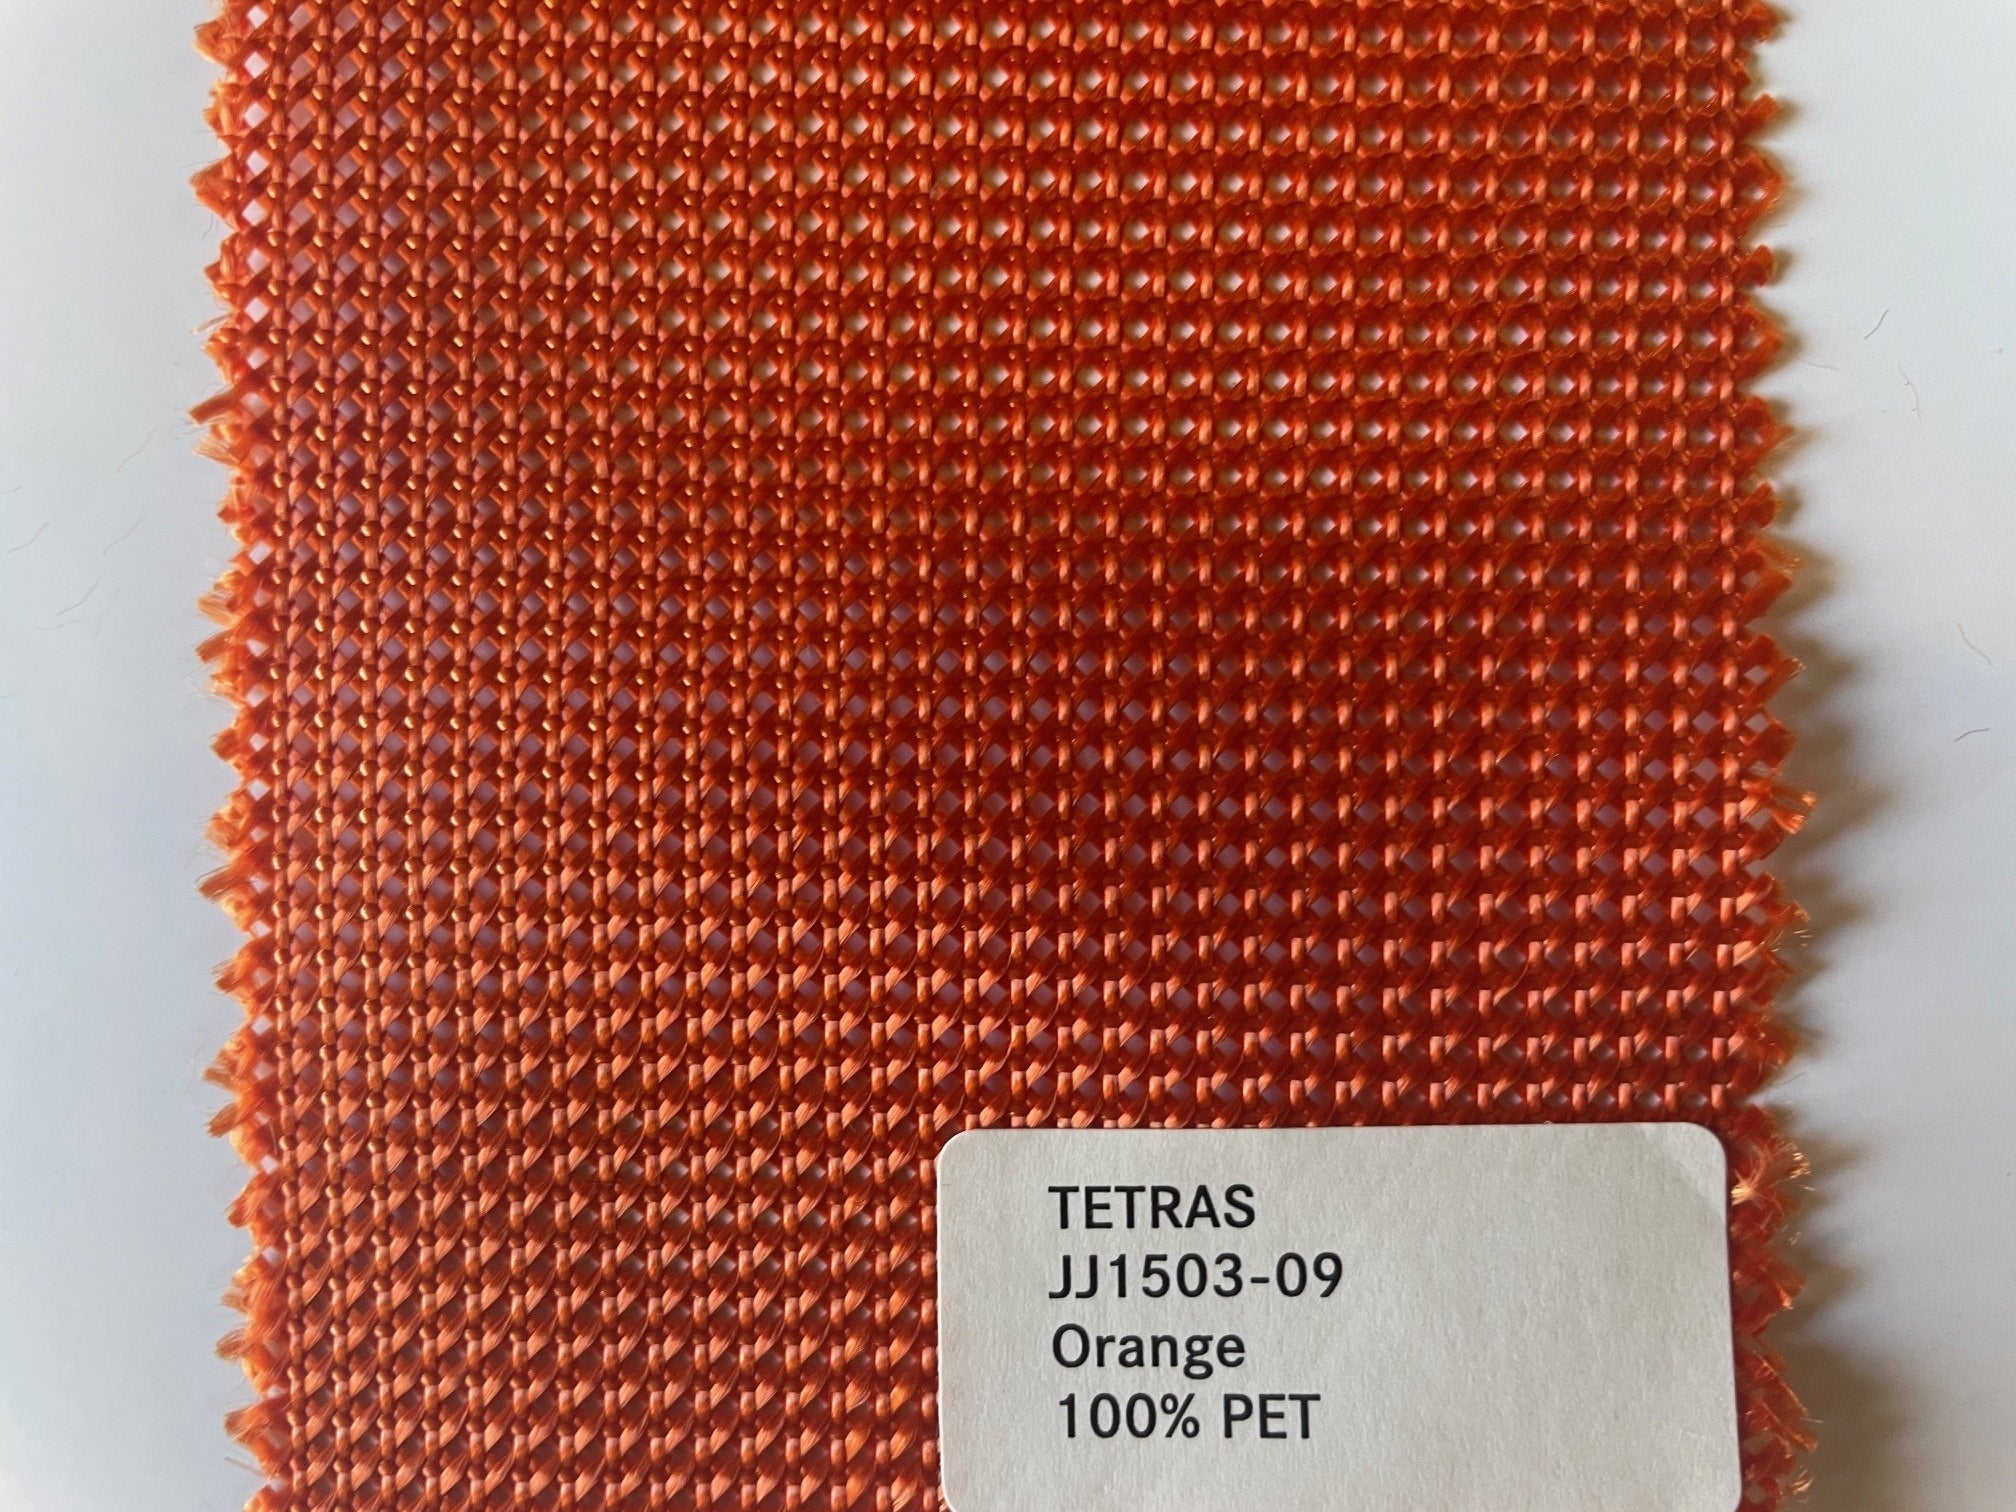 TETRAS
JJ1503-09
Orange
100% PET